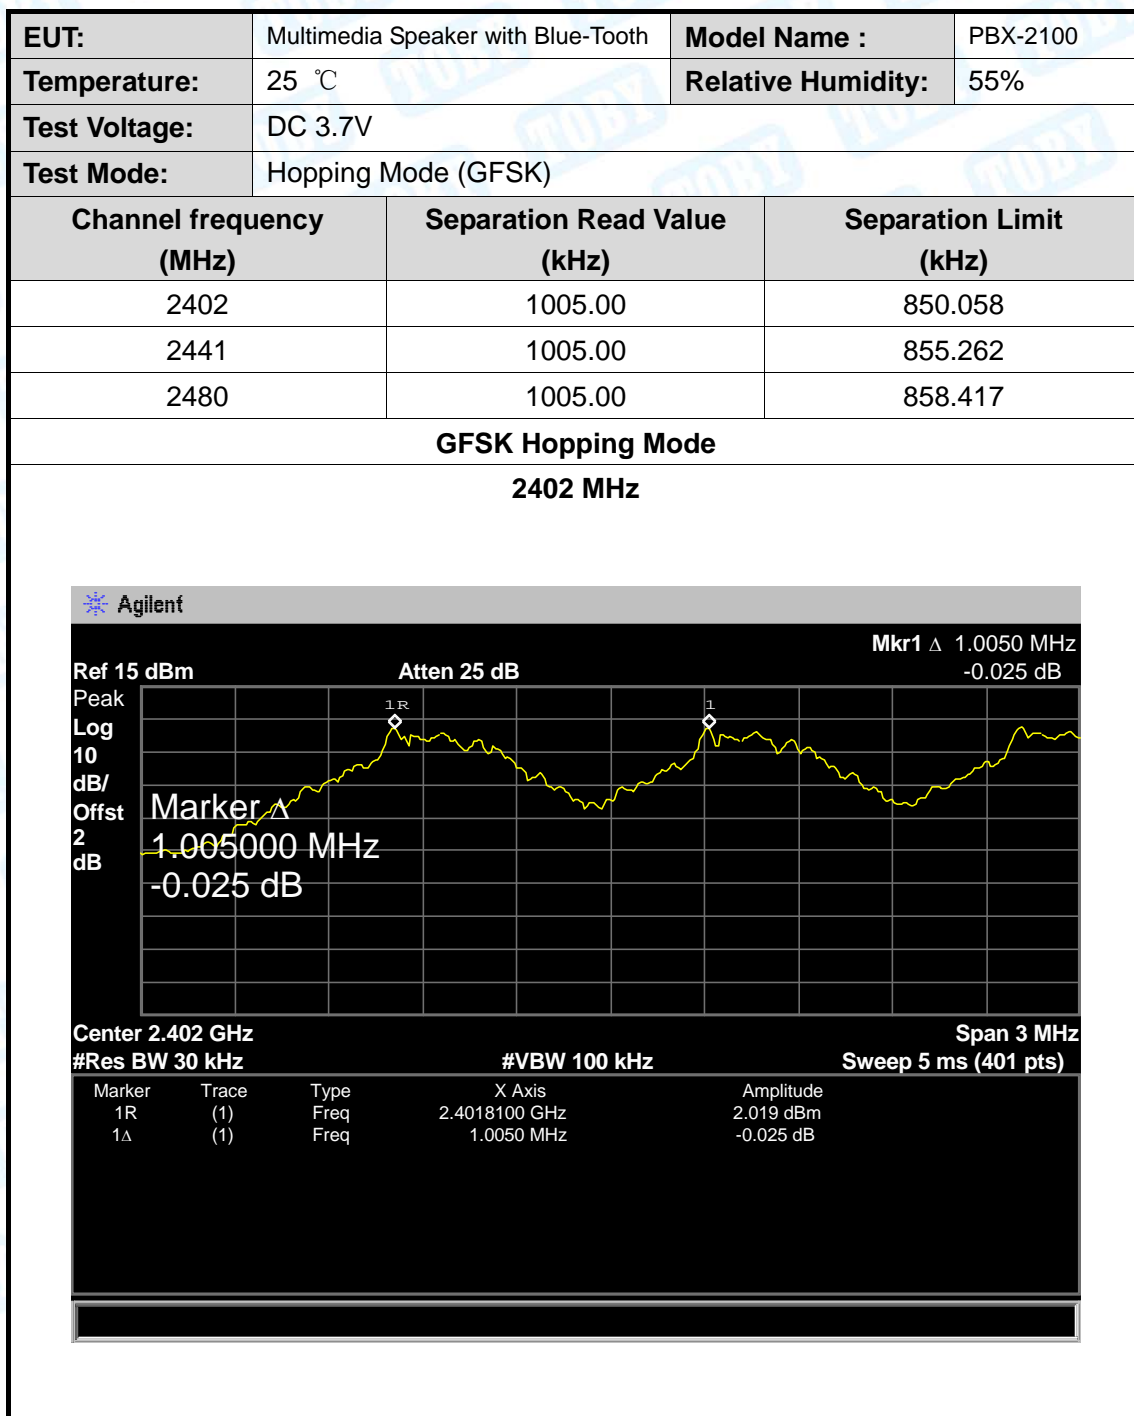 EUT: Multimedia Speaker with Blue-Tooth Model Name : PBX-2100
Temperature: 25 ℃ Relative Humidity: 55%
Test Voltage: DC 3.7V
Test Mode: Hopping Mode (GFSK)
Channel frequency (MHz) Separation Read Value (kHz) Separation Limit (kHz)
2402 1005.00 850.058
2441 1005.00 855.262
2480 1005.00 858.417
GFSK Hopping Mode
2402 MHz
Agilent
Mkr1 Δ 1.0050 MHz
Ref 15 dBm Atten 25 dB -0.025 dB
Peak
Log
10
dB/
Offst
2
dB
1R 1
Marker Δ
1.005000 MHz
-0.025 dB
Center 2.402 GHz Span 3 MHz
#Res BW 30 kHz #VBW 100 kHz Sweep 5 ms (401 pts)
Marker Trace Type X Axis Amplitude
1R (1) Freq 2.4018100 GHz 2.019 dBm
1Δ (1) Freq 1.0050 MHz -0.025 dB
TOBY